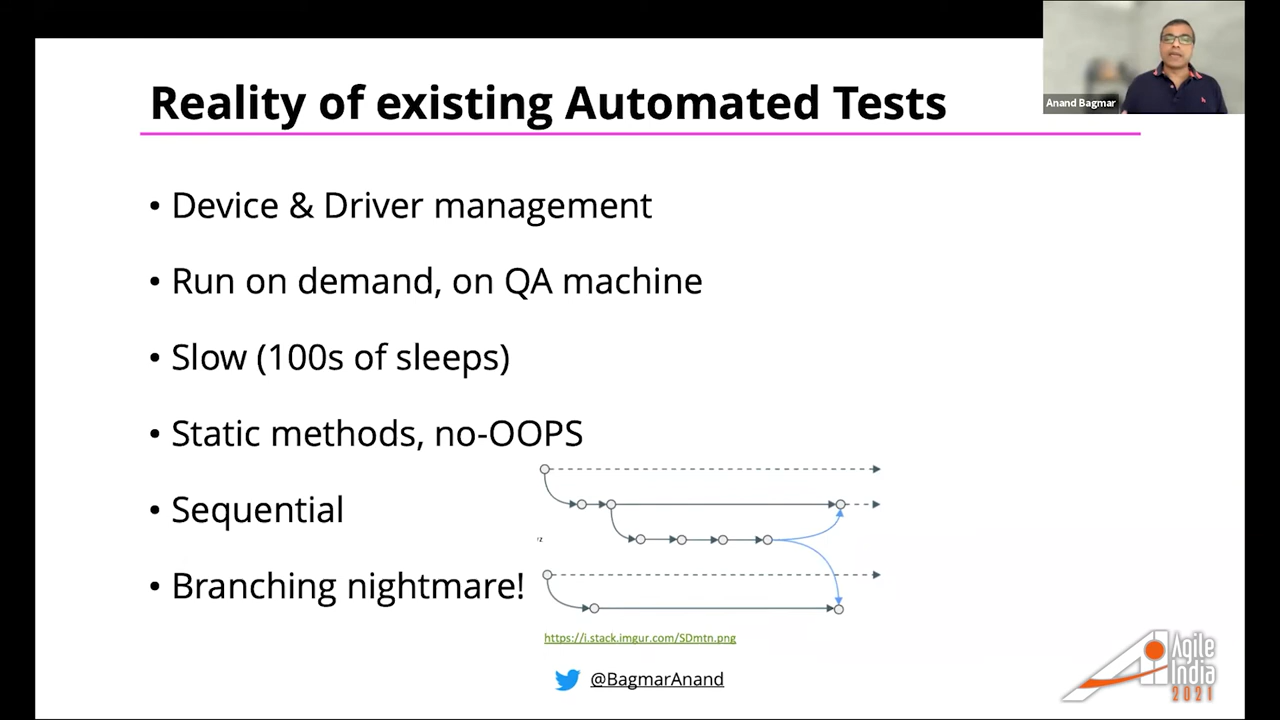 Reality of existing Automated Tests
Anand Bagmar
• Device & Driver management
• Run on demand, on QA machine
• Slow (100s of sleeps)
• Static methods, no-OOPS
• Sequential
• Branching nightmare!
https://i.stack.imgur.com/SDmtn.png
@BagmarAnand
Agile
India
2021